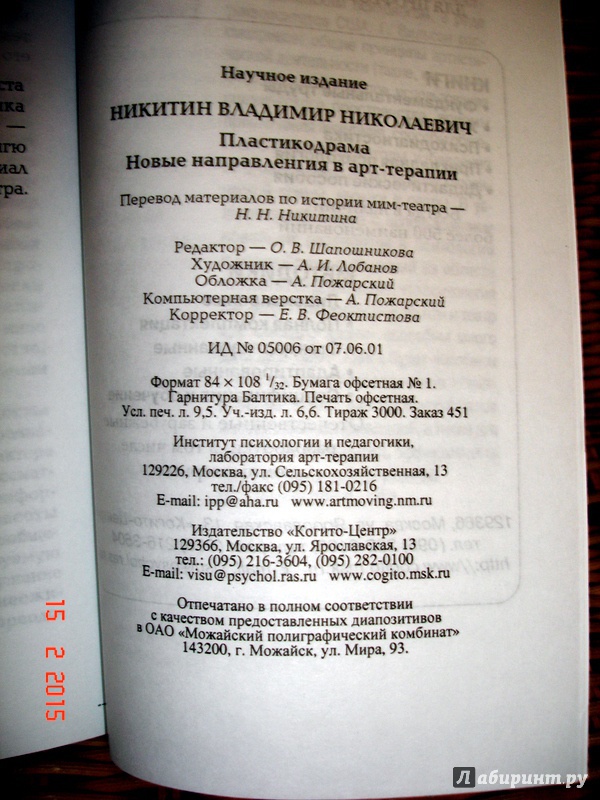 ста
ика
—
гю
иал
тра.
Научное издание
НИКИТИН ВЛАДИМИР НИКОЛАЕВИЧ
Пластикодрама
Новые направленгия в арт-терапии
Перевод материалов по истории мим-театра —
Н. Н. Никитина
Редактор — О. В. Шапошникова
Художник — А. И. Лобанов
Обложка — А. Пожарский
Компьютерная верстка — А. Пожарский
Корректор — Е. В. Феоктистова
ИД № 05006 от 07.06.01
Формат 84 × 108 1/32. Бумага офсетная № 1.
Гарнитура Балтика. Печать офсетная.
Усл. печ. л. 9,5. Уч.-изд. л. 6,6. Тираж 3000. Заказ 451
Институт психологии и педагогики,
лаборатория арт-терапии
129226, Москва, ул. Сельскохозяйственная, 13
тел./факс (095) 181-0216
E-mail: ipp@aha.ru www.artmoving.nm.ru
Издательство «Когито-Центр»
129366, Москва, ул. Ярославская, 13
тел.: (095) 216-3604, (095) 282-0100
E-mail: visu@psychol.ras.ru www.cogito.msk.ru
Отпечатано в полном соответствии
с качеством предоставленных диапозитивов
в ОАО «Можайский полиграфический комбинат»
143200, г. Можайск, ул. Мира, 93.
15 2 2015
Лабиринт.ру